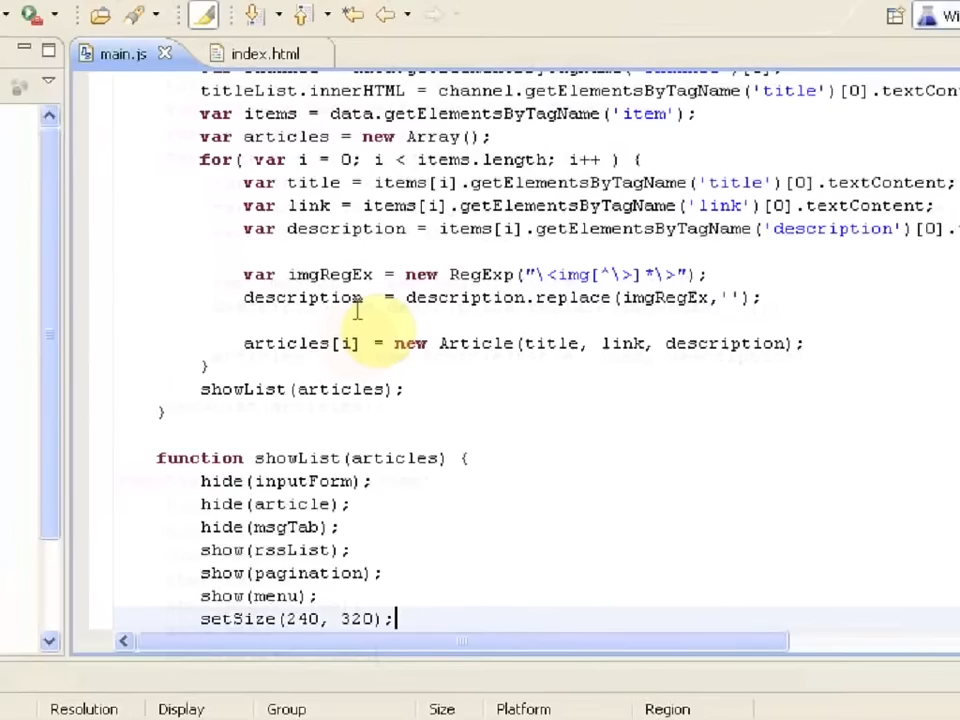 Wi
main.js
index.html
titleList.innerHTML = channel.getElementsByTagName('title')[0].textCon
var items = data.getElementsByTagName('item');
var articles = new Array();
for( var i = 0; i < items.length; i++ ) {
var title = items[i].getElementsByTagName('title')[0].textContent;
var link = items[i].getElementsByTagName('link')[0].textContent;
var description = items[i].getElementsByTagName('description')[0].
var imgRegEx = new RegExp("\<img[^\>]*\>");
description = description.replace(imgRegEx,'');
articles[i] = new Article(title, link, description);
}
showList(articles);
}
function showList(articles) {
hide(inputForm);
hide(article);
hide(msgTab);
show(rssList);
show(pagination);
show(menu);
setSize(240, 320);
Resolution Display Group Size Platform Region